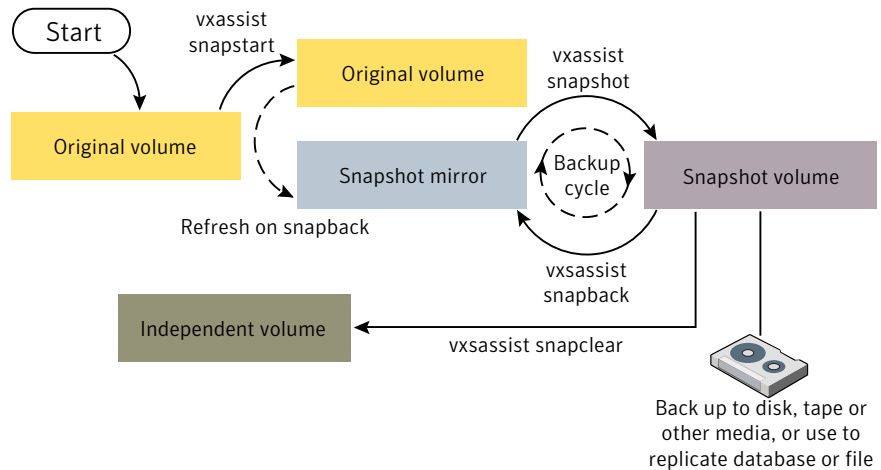 Start
vxassist
snapstart
Original volume
Original volume
vxassist
snapshot
Snapshot mirror
Backup
cycle
Snapshot volume
Refresh on snapback
vxsassist
snapback
Independent volume
vxsassist snapclear
Back up to disk, tape or
other media, or use to
replicate database or file